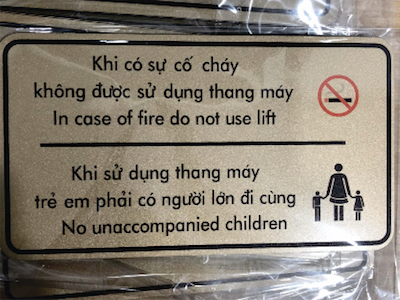 Khi có sự cố cháy
không được sử dụng thang máy
In case of fire do not use lift
Khi sử dụng thang máy
trẻ em phải có người lớn đi cùng
No unaccompanied children